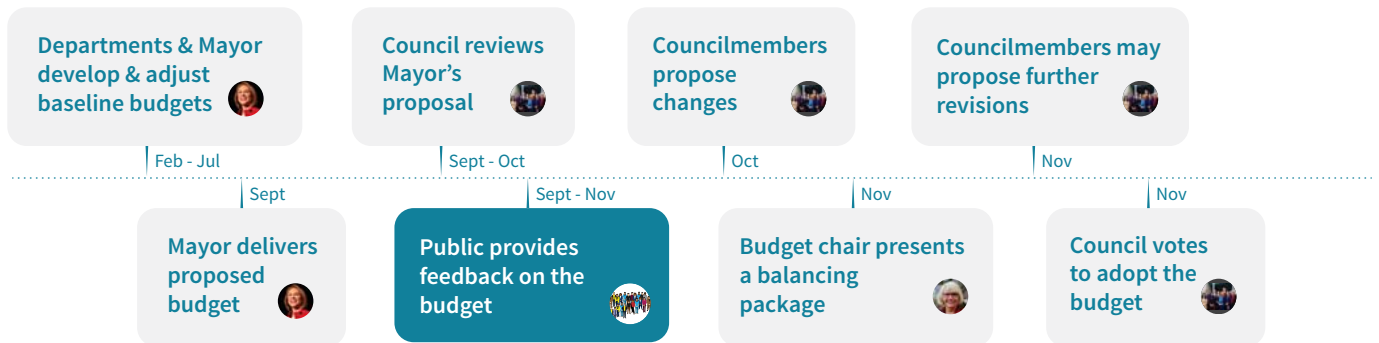 Departments & Mayor
develop & adjust
baseline budgets
Council reviews
Mayor’s
proposal
Councilmembers
propose
changes
Councilmembers may
propose further
revisions
Feb - Jul
Sept - Oct
Oct
Nov
Sept
Sept - Nov
Nov
Nov
Mayor delivers
proposed
budget
Public provides
feedback on the
budget
Budget chair presents
a balancing
package
Council votes
to adopt the
budget